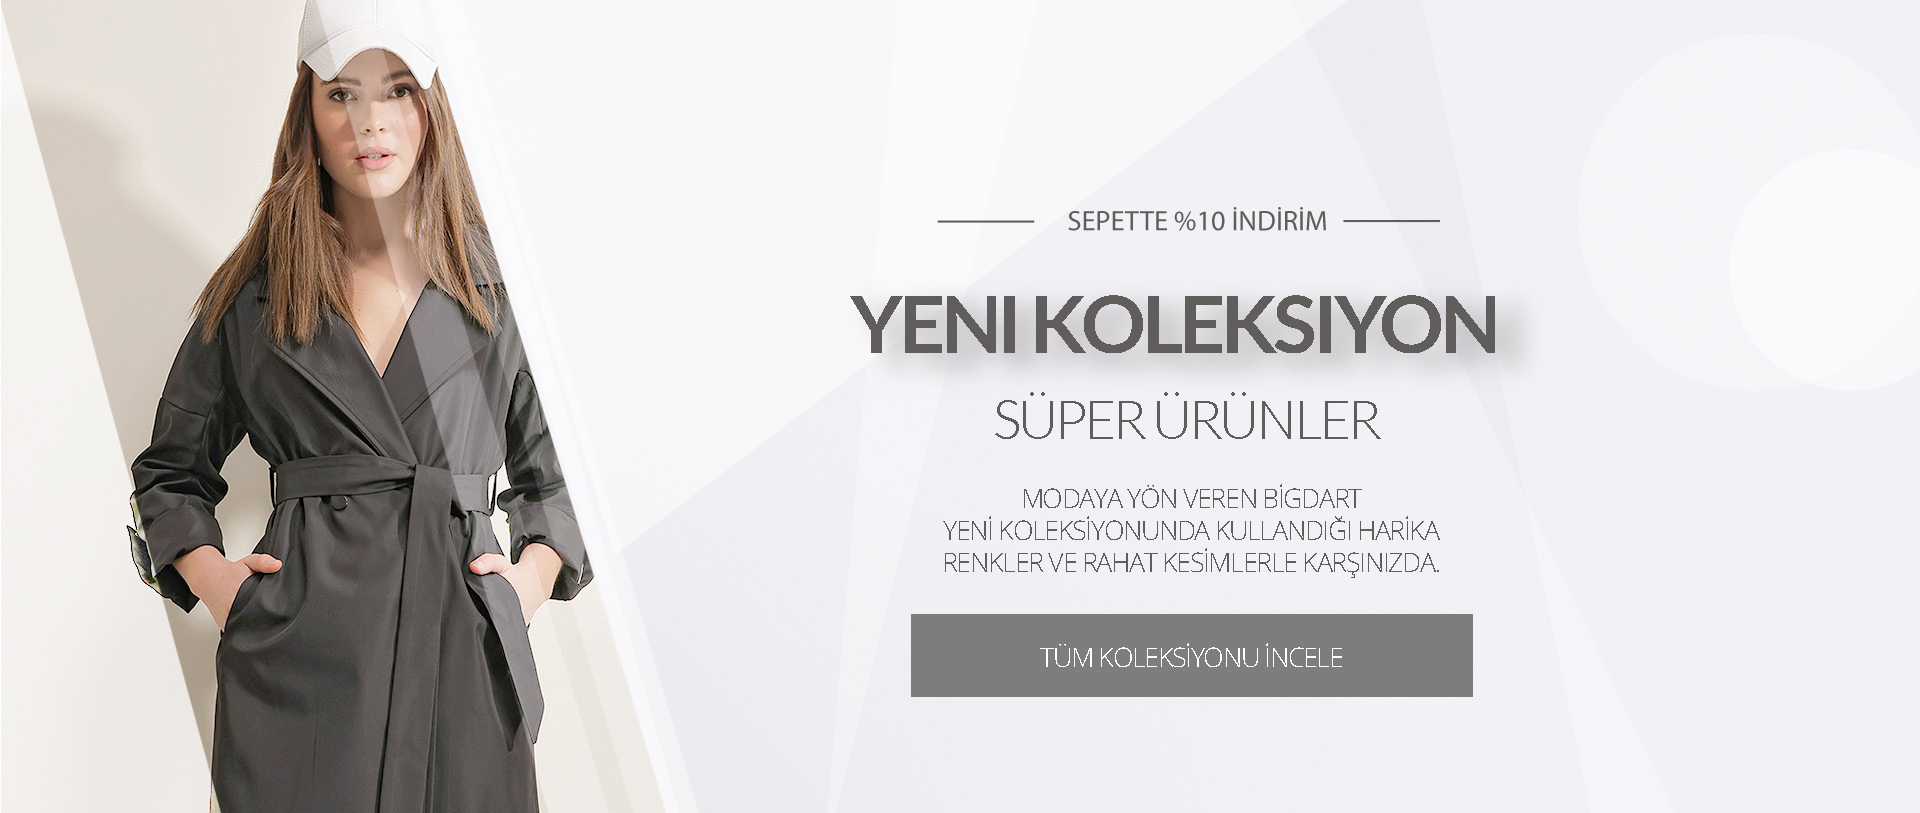 SEPETTE %10 İNDİRİM
YENI KOLEKSIYON
SÜPER ÜRÜNLER
MODAYA YÖN VEREN BİGDART
YENİ KOLEKSİYONUNDA KULLANDIĞI HARİKA
RENKLER VE RAHAT KESİMLERLE KARŞINIZDA.
TÜM KOLEKSİYONU İNCELE